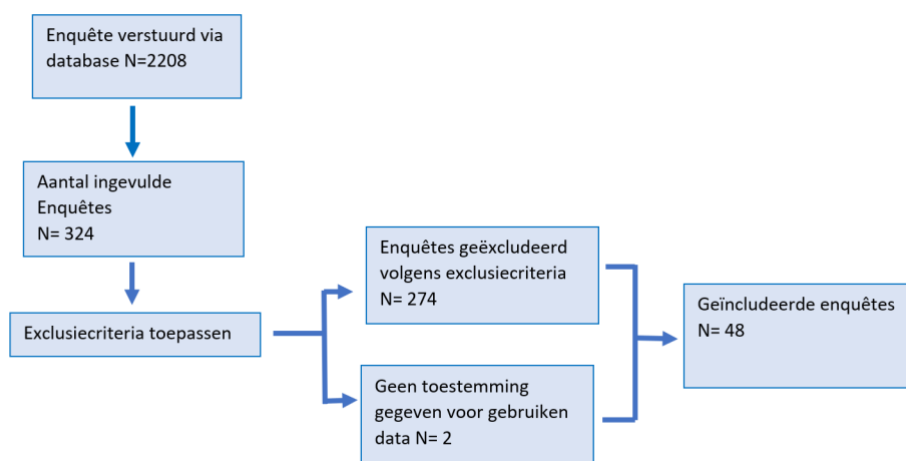 Enquête verstuurd via
database N=2208
Aantal ingevulde
Enquêtes
N= 324
Exclusiecriteria toepassen
Enquêtes geëxcludeerd
volgens exclusiecriteria
N= 274
Geen toestemming
gegeven voor gebruiken
data N= 2
Geïncludeerde enquêtes
N= 48